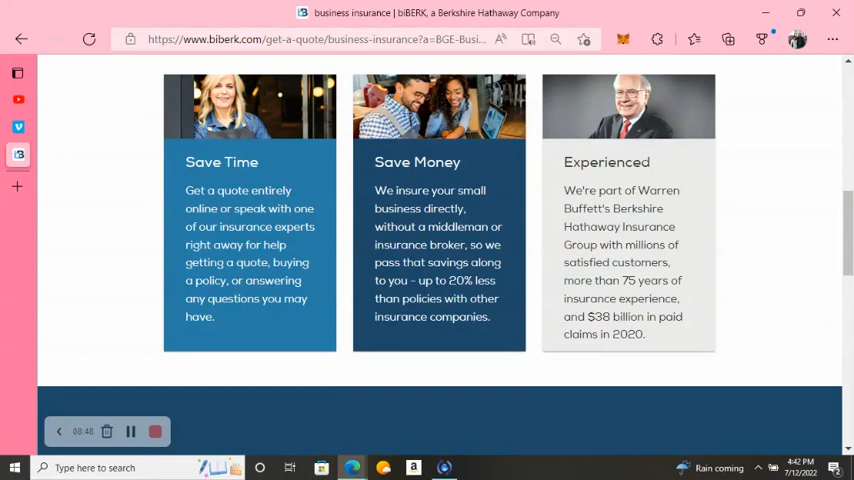 business insurance | biBERK, a Berkshire Hathaway Company
https://www.biberk.com/get-a-quote/business-insurance?a=BGE-Busi...
Save Time
Get a quote entirely
online or speak with one
of our insurance experts
right away for help
getting a quote, buying
a policy, or answering
any questions you may
have.
Save Money
We insure your small
business directly,
without a middleman or
insurance broker, so we
pass that savings along
to you - up to 20% less
than policies with other
insurance companies.
Experienced
We're part of Warren
Buffett's Berkshire
Hathaway Insurance
Group with millions of
satisfied customers,
more than 75 years of
insurance experience,
and $38 billion in paid
claims in 2020.
08:48
Type here to search
Rain coming
4:42 PM
7/12/2022
2